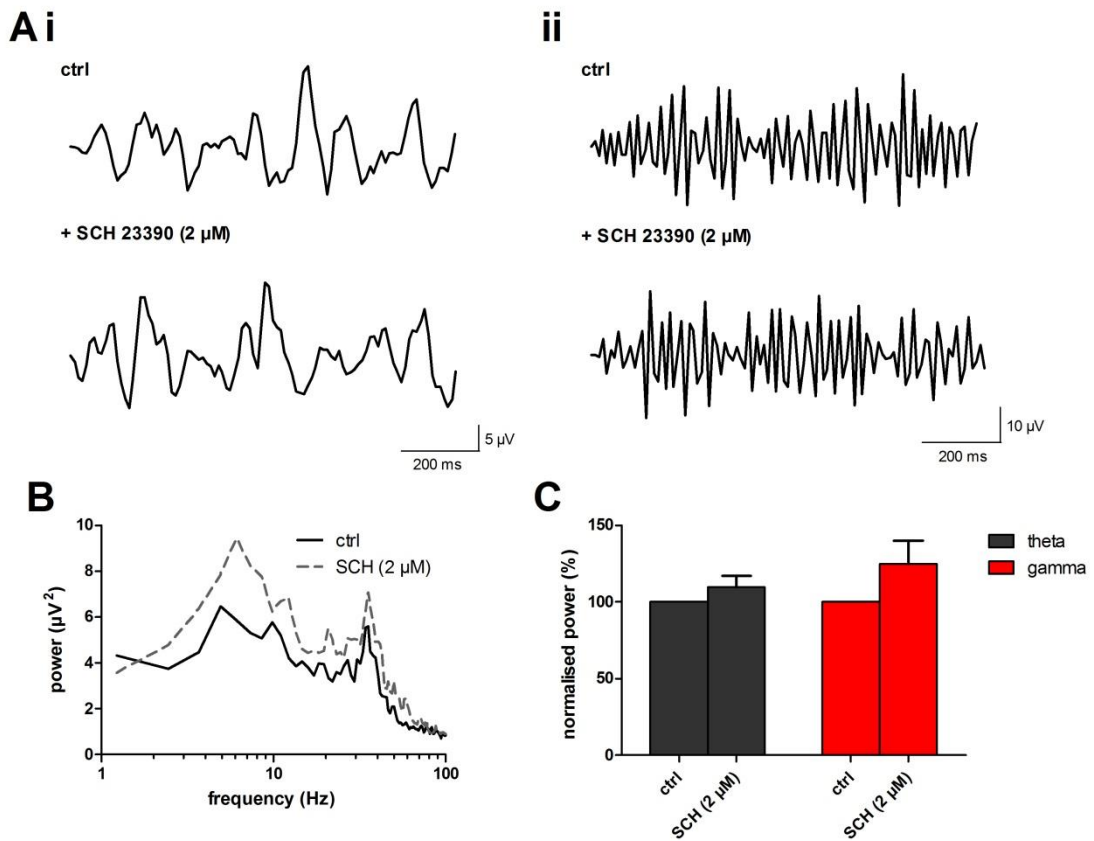 A i
ctrl
+ SCH 23390 (2 µM)
5 µV
200 ms
ii
ctrl
+ SCH 23390 (2 µM)
10 µV
200 ms
B
10
8
6
4
2
0
power (µV²)
1
10
100
frequency (Hz)
ctrl
SCH (2 µM)
C
150
100
50
0
normalised power (%)
ctrl
SCH (2 µM)
ctrl
SCH (2 µM)
theta
gamma